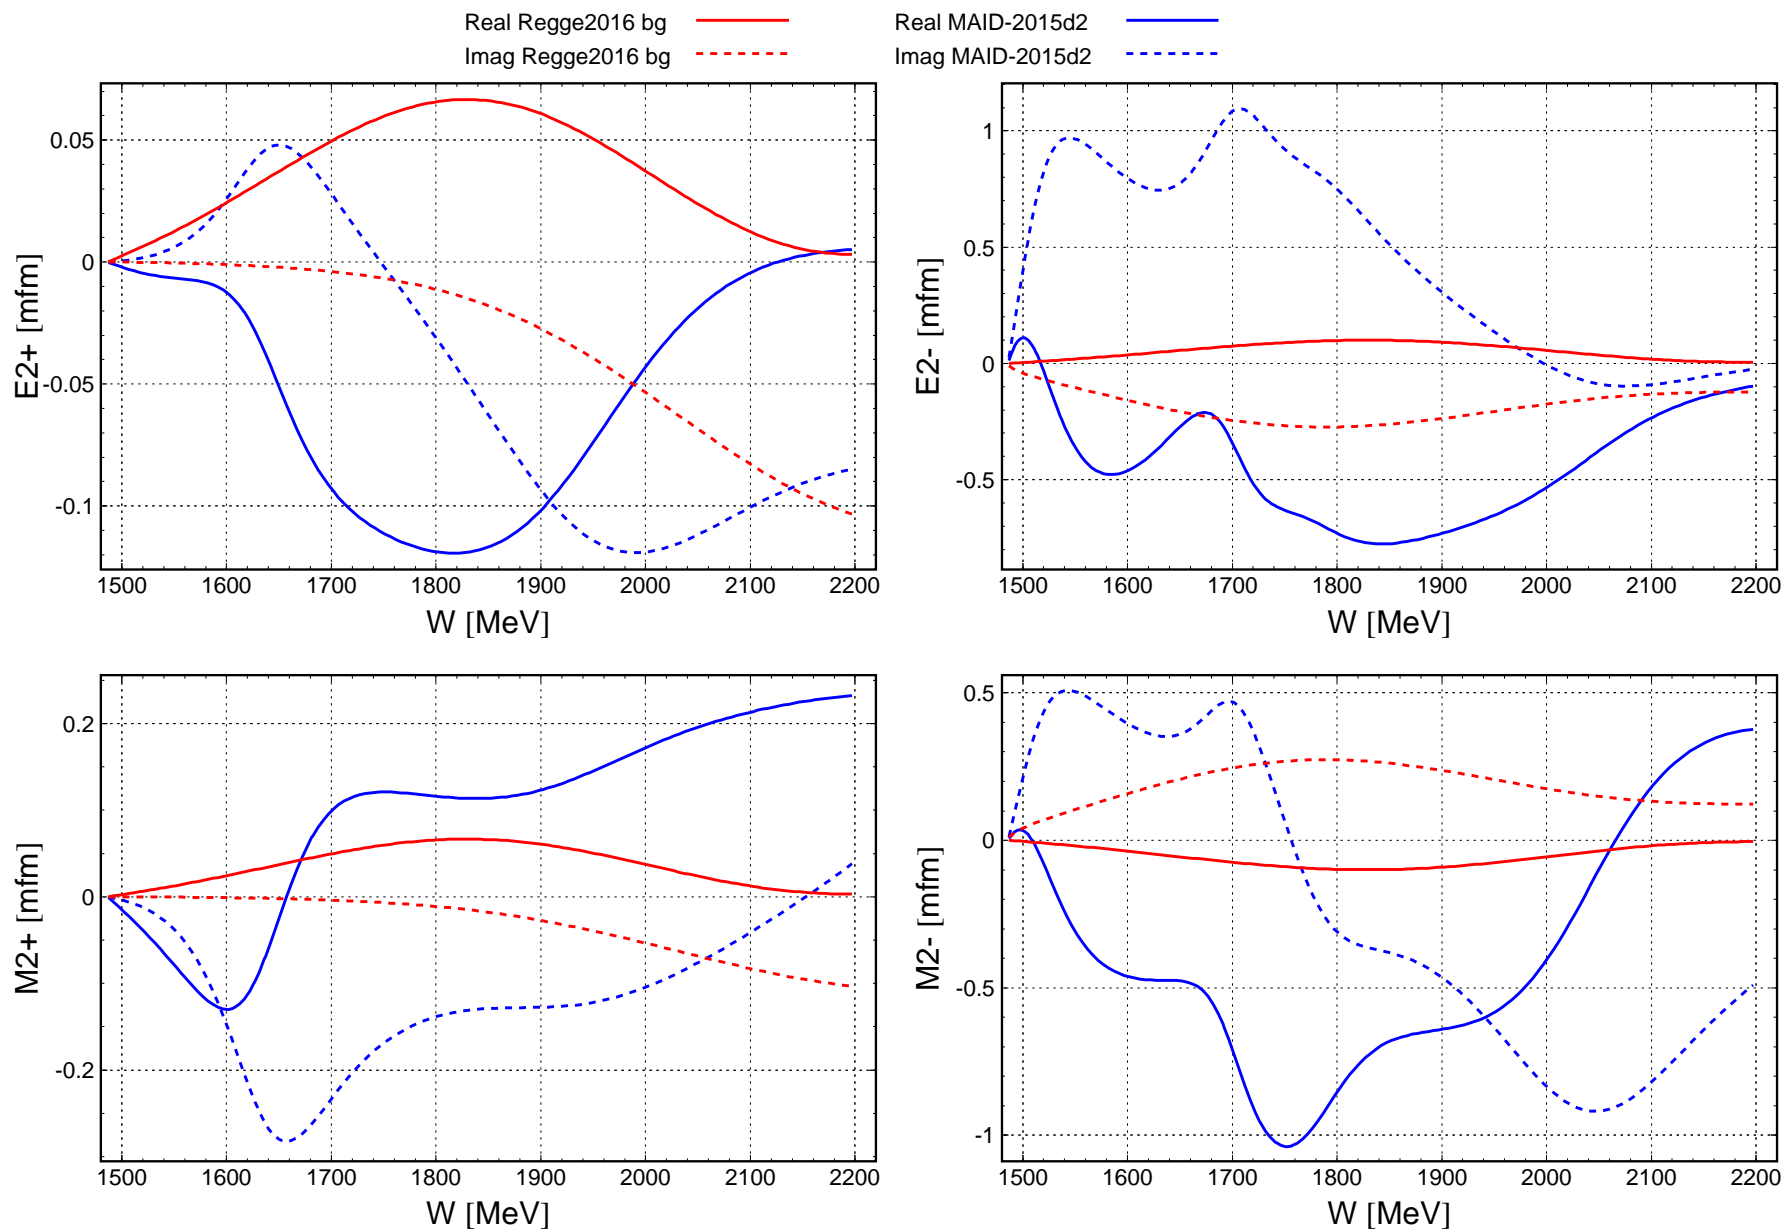 Real Regge2016 bg
Real MAID-2015d2
Imag Regge2016 bg
Imag MAID-2015d2
0.05
0
-0.05
-0.1
E2+ [mfm]
1500 1600 1700 1800 1900 2000 2100 2200
W [MeV]
1
0.5
0
-0.5
E2- [mfm]
1500 1600 1700 1800 1900 2000 2100 2200
W [MeV]
0.2
0
-0.2
M2+ [mfm]
1500 1600 1700 1800 1900 2000 2100 2200
W [MeV]
0.5
0
-0.5
-1
M2- [mfm]
1500 1600 1700 1800 1900 2000 2100 2200
W [MeV]